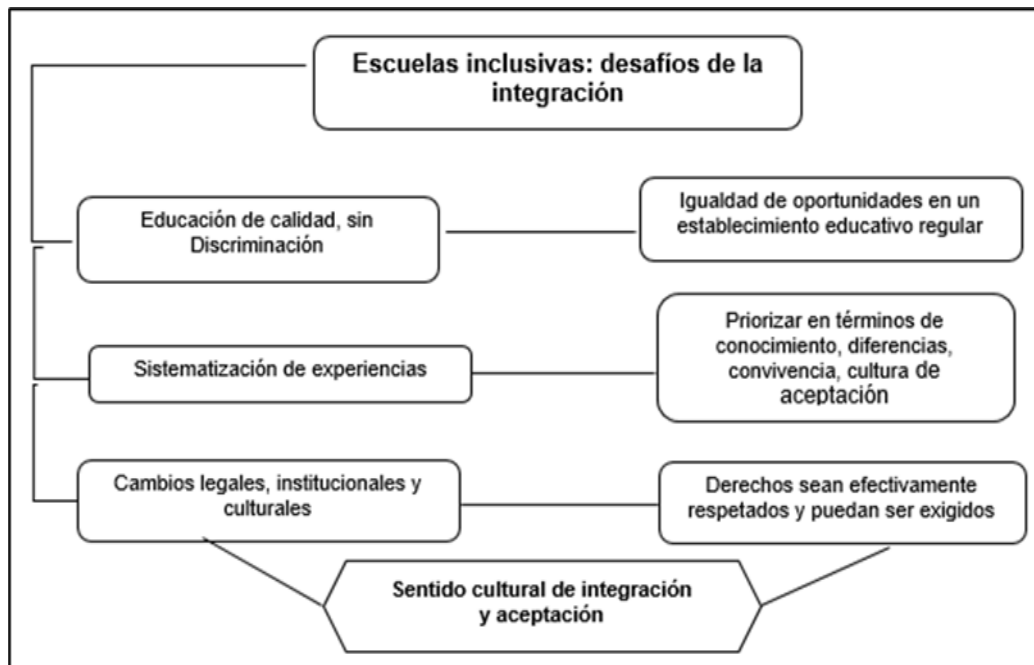 Escuelas inclusivas: desafíos de la
integración
Educación de calidad, sin
Discriminación
Igualdad de oportunidades en un
establecimiento educativo regular
Sistematización de experiencias
Priorizar en términos de
conocimiento, diferencias,
convivencia, cultura de
aceptación
Cambios legales, institucionales y
culturales
Derechos sean efectivamente
respetados y puedan ser exigidos
Sentido cultural de integración
y aceptación